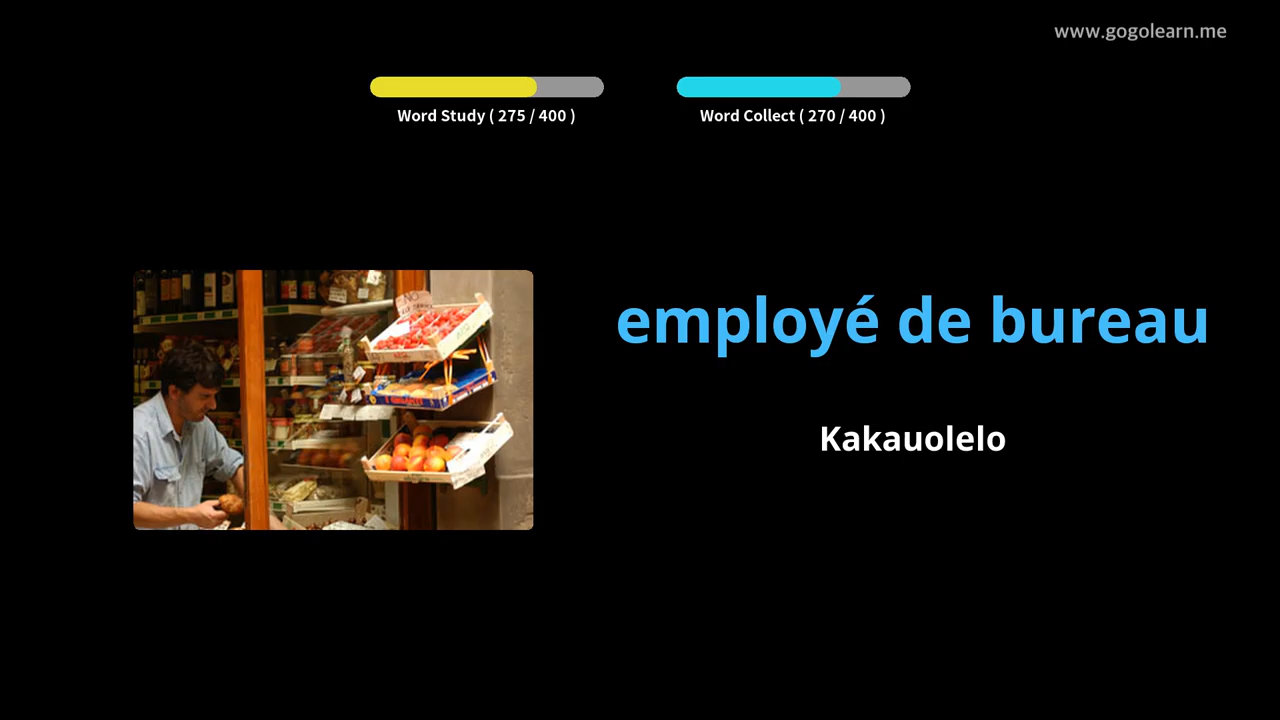 www.gogolearn.me
Word Study ( 275 / 400 )
Word Collect ( 270 / 400 )
employé de bureau
Kakauolelo